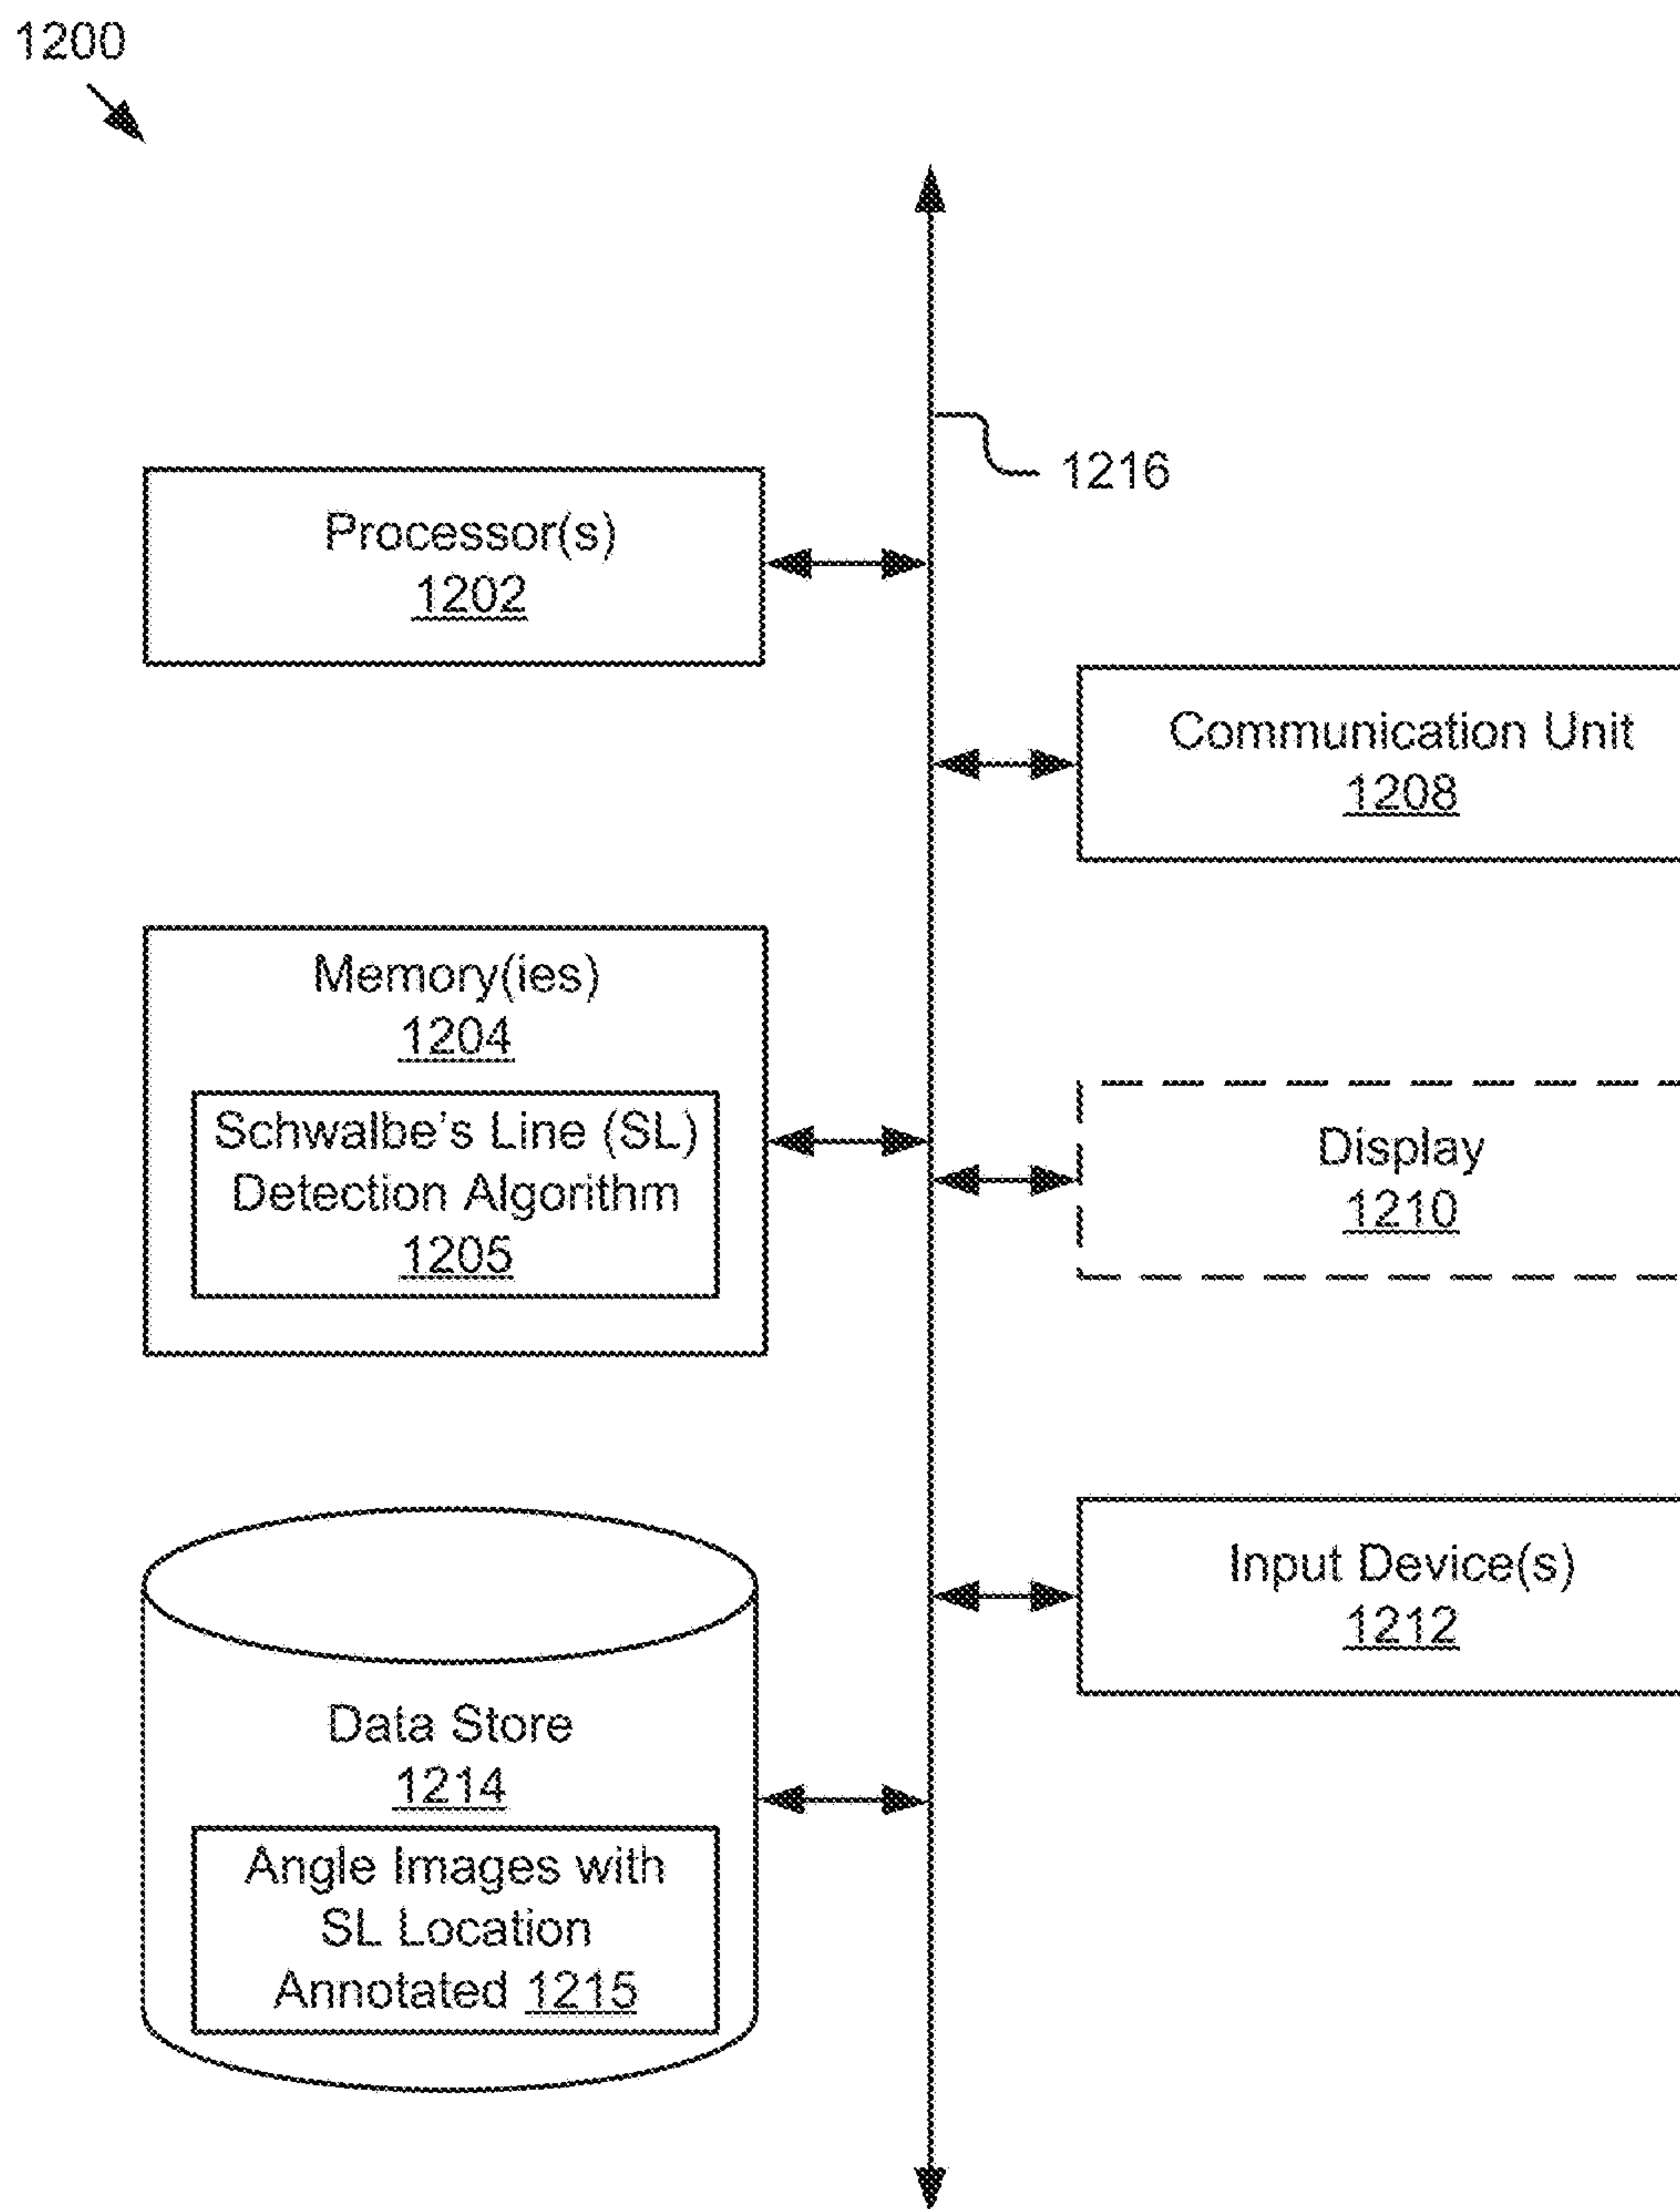 1200
1216
Processor(s)
1202
Communication Unit
1208
Memory(ies)
1204
Schwalbe's Line (SL)
Detection Algorithm
1205
Display
1210
Input Device(s)
1212
Data Store
1214
Angle Images with
SL Location
Annotated 1215